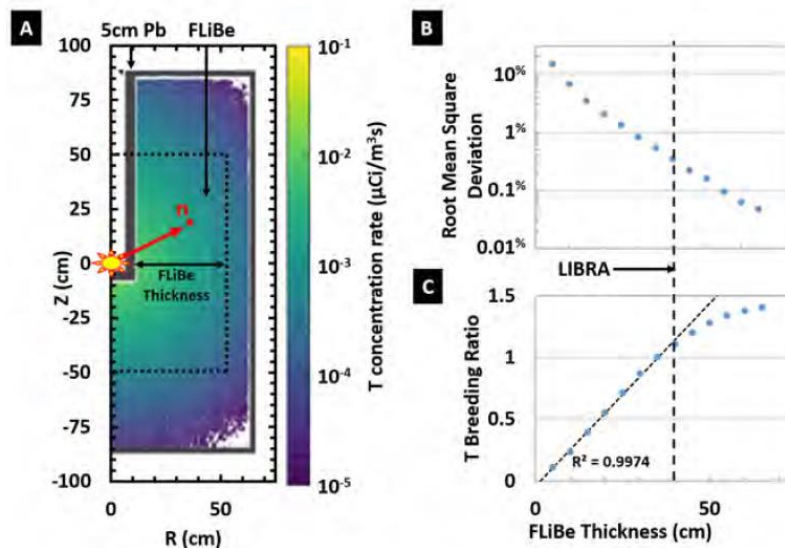 A
5cm Pb
FLiBe
100
75
50
25
0
-25
-50
-75
-100
Z (cm)
n
FLiBe
Thickness
0
50
R (cm)
10-1
10-2
10-3
10-4
10-5
T concentration rate (μCi/m3s)
B
10%
1%
0.1%
0.01%
Root Mean Square
Deviation
LIBRA
C
1.5
1
0.5
0
T Breeding Ratio
R² = 0.9974
0
50
FLiBe Thickness (cm)